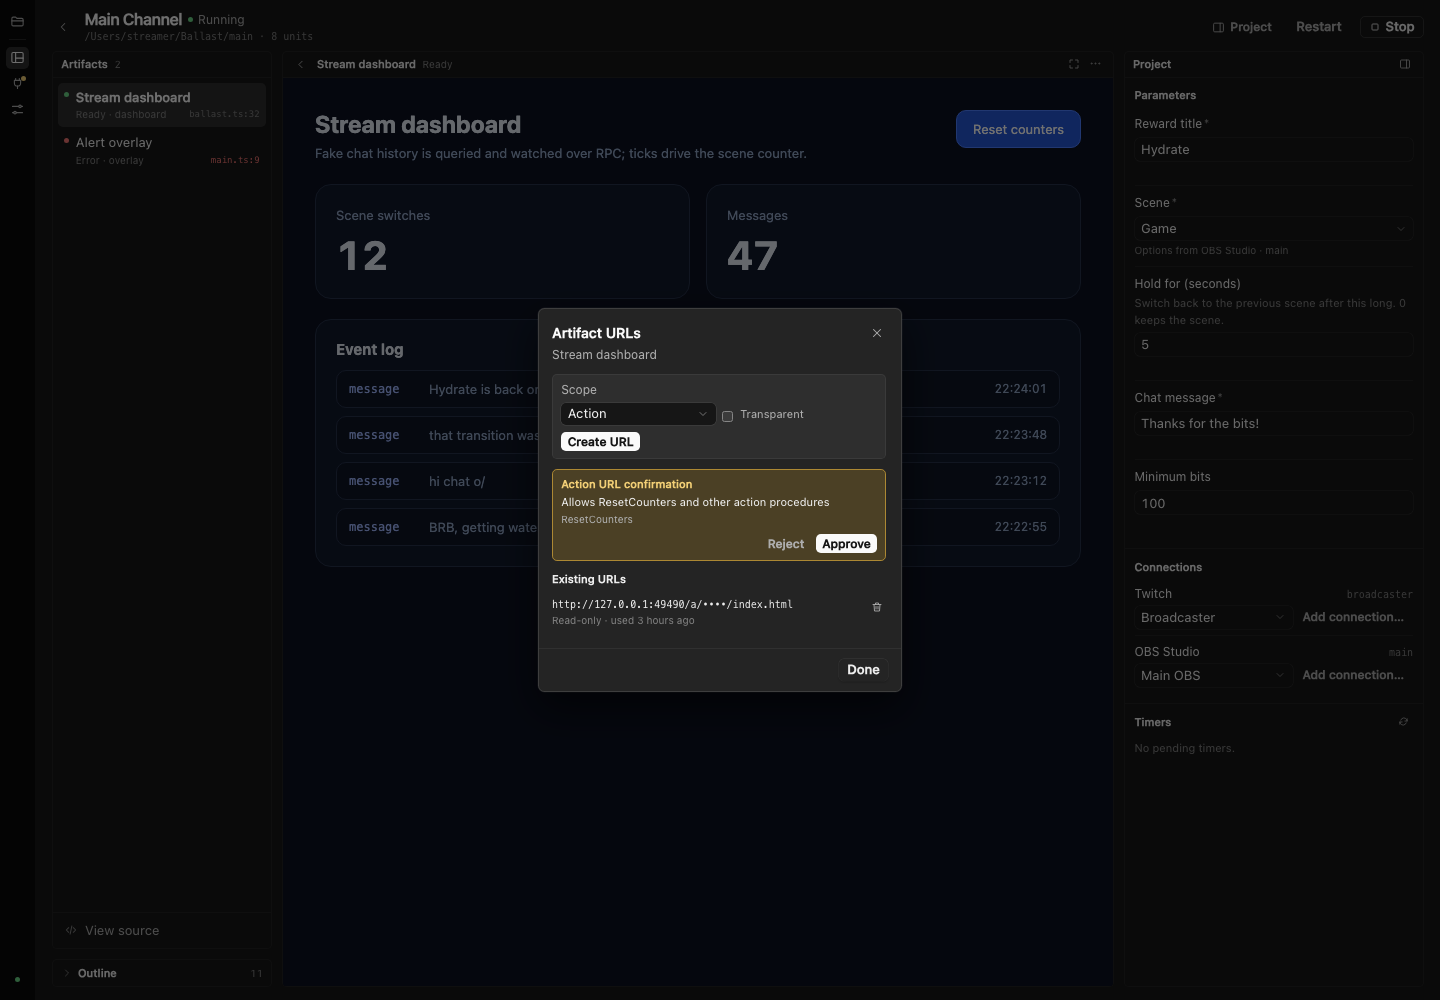 Main Channel
Running
/Users/streamer/Ballast/main · 8 units
Project
Restart
Stop
Artifacts 2
Stream dashboard
Ready · dashboard
ballast.ts:32
Alert overlay
Error · overlay
main.ts:9
View source
Outline
11
Stream dashboard Ready
Stream dashboard
Fake chat history is queried and watched over RPC; ticks drive the scene counter.
Reset counters
Scene switches
12
Messages
47
Event log
message Hydrate is back 22:24:01
message that transition was 22:23:48
message hi chat o/ 22:23:12
message BRB, getting 22:22:55
Artifact URLs
Stream dashboard
Scope
Action
Transparent
Create URL
Action URL confirmation
Allows ResetCounters and other action procedures
ResetCounters
Reject
Approve
Existing URLs
http://127.0.0.1:49490/a/••••/index.html
Read-only · used 3 hours ago
Done
Project
Parameters
Reward title *
Hydrate
Scene *
Game
Options from OBS Studio · main
Hold for (seconds)
Switch back to the previous scene after this long. 0
keeps the scene.
5
Chat message *
Thanks for the bits!
Minimum bits
100
Connections
Twitch
broadcaster
Broadcaster
Add connection...
OBS Studio
main
Main OBS
Add connection...
Timers
No pending timers.